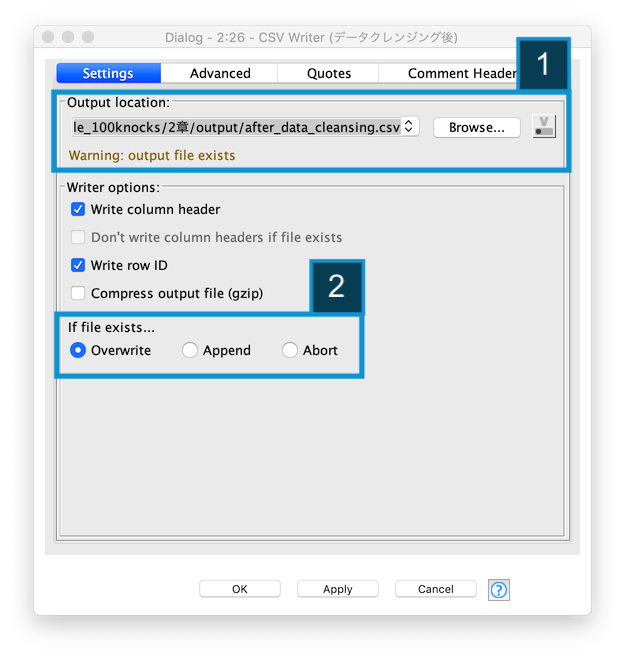 Dialog - 2:26 - CSV Writer (データクレンジング後)
1
Settings Advanced Quotes Comment Header
Output location:
le_100knocks/2章/output/after_data_cleansing.csv Browse... V
Warning: output file exists
Writer options:
Write column header
Don't write column headers if file exists
Write row ID
Compress output file (gzip)
2
If file exists...
Overwrite Append Abort
OK Apply Cancel ?